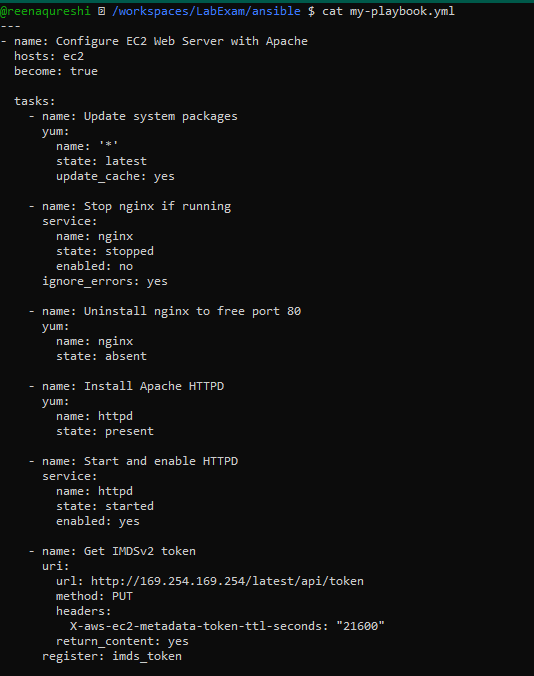 @reenaqureshi /workspaces/LabExam/ansible $ cat my-playbook.yml
---
- name: Configure EC2 Web Server with Apache
  hosts: ec2
  become: true

  tasks:
    - name: Update system packages
      yum:
        name: '*'
        state: latest
        update_cache: yes

    - name: Stop nginx if running
      service:
        name: nginx
        state: stopped
        enabled: no
      ignore_errors: yes

    - name: Uninstall nginx to free port 80
      yum:
        name: nginx
        state: absent

    - name: Install Apache HTTPD
      yum:
        name: httpd
        state: present

    - name: Start and enable HTTPD
      service:
        name: httpd
        state: started
        enabled: yes

    - name: Get IMDSv2 token
      uri:
        url: http://169.254.169.254/latest/api/token
        method: PUT
        headers:
          X-aws-ec2-metadata-token-ttl-seconds: "21600"
        return_content: yes
      register: imds_token